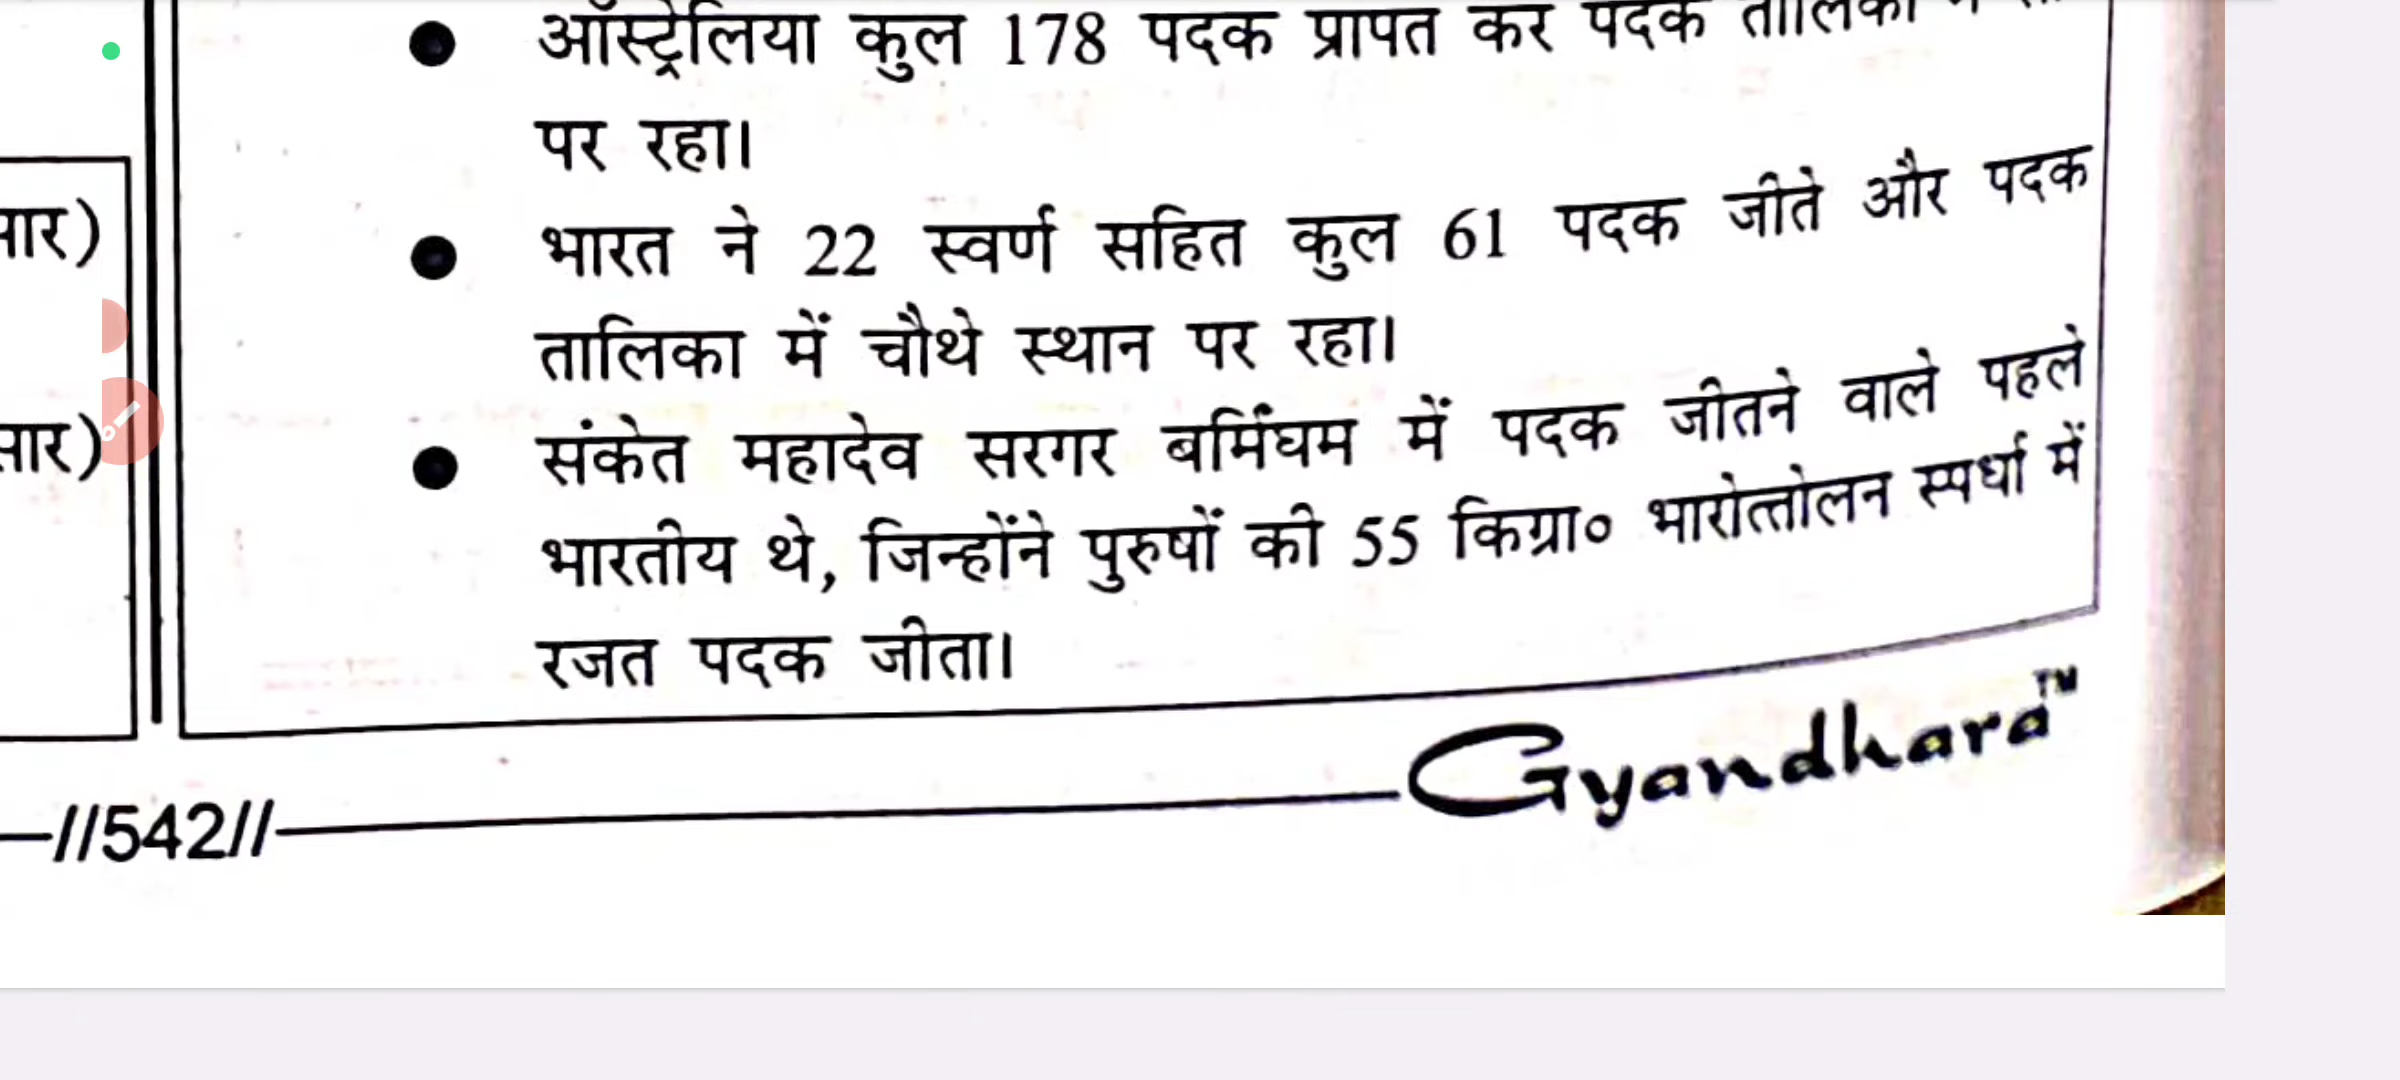 ऑस्ट्रेलिया कुल 178 पदक प्रापत कर पदक तालिका
पर रहा।
भारत ने 22 स्वर्ण सहित कुल 61 पदक जीते और पदक
तालिका में चौथे स्थान पर रहा।
संकेत महादेव सरगर बर्मिंघम में पदक जीतने वाले पहले
भारतीय थे, जिन्होंने पुरुषों की 55 किग्रा० भारोत्तोलन स्पर्धा में
रजत पदक जीता।
Gyandhara™
//542//